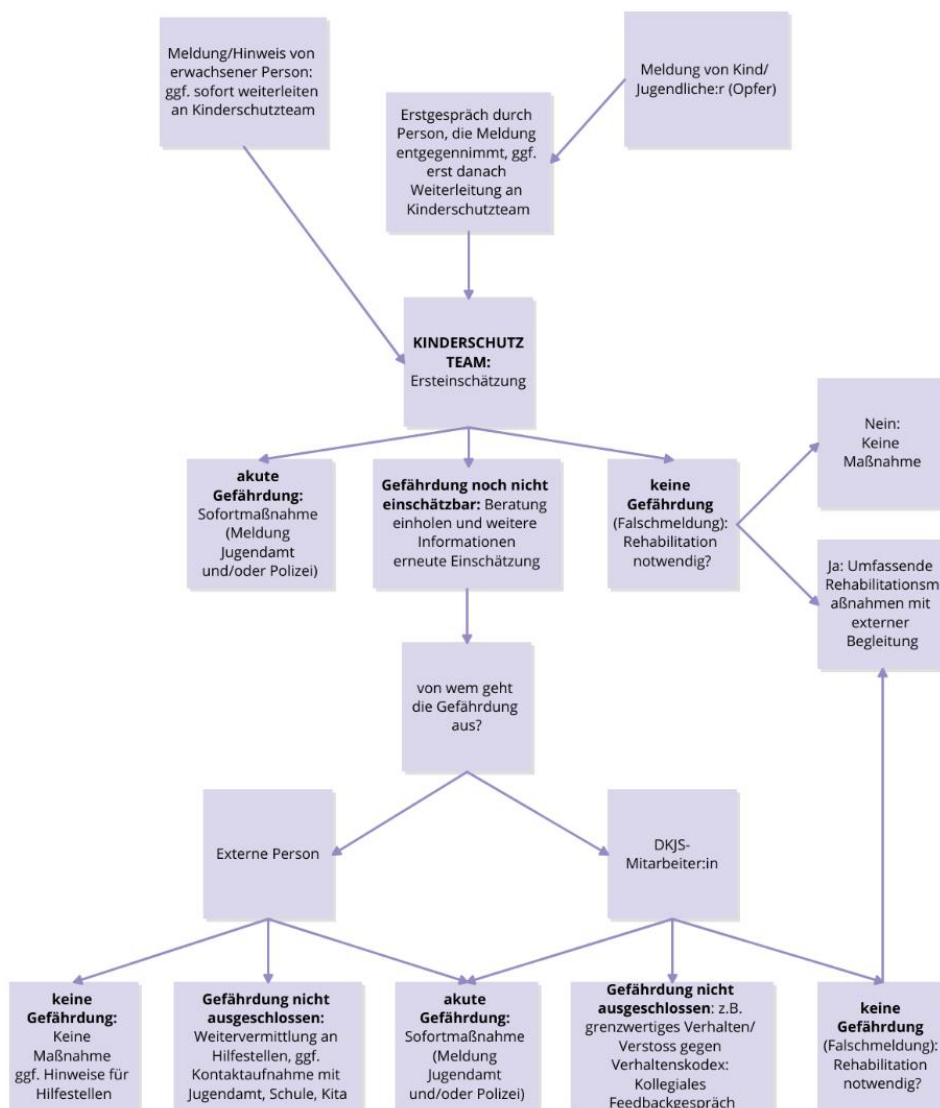 Meldung/Hinweis von
erwachsener Person:
ggf. sofort weiterleiten
an Kinderschutzteam
Meldung von Kind/
Jugendliche:r (Opfer)
Erstgespräch durch
Person, die Meldung
entgegennimmt, ggf.
erst danach
Weiterleitung an
Kinderschutzteam
KINDERSCHUTZ
TEAM:
Ersteinschätzung
Nein:
Keine
Maßnahme
akute
Gefährdung:
Sofortmaßnahme
(Meldung
Jugendamt
und/oder Polizei)
Gefährdung noch nicht
einschätzbar: Beratung
einholen und weitere
Informationen
erneute Einschätzung
keine
Gefährdung
(Falschmeldung):
Rehabilitation
notwendig?
Ja: Umfassende
Rehabilitationsm
aßnahmen mit
externer
Begleitung
von wem geht
die Gefährdung
aus?
Externe Person
DKJS-
Mitarbeiter:in
keine
Gefährdung:
Keine
Maßnahme
ggf. Hinweise für
Hilfestellen
Gefährdung nicht
ausgeschlossen:
Weitervermittlung an
Hilfestellen, ggf.
Kontaktaufnahme mit
Jugendamt, Schule, Kita
akute
Gefährdung:
Sofortmaßnahme
(Meldung
Jugendamt
und/oder Polizei)
Gefährdung nicht
ausgeschlossen: z.B.
grenzwertiges Verhalten/
Verstoss gegen
Verhaltenskodex:
Kollegiales
Feedbackgespräch
keine
Gefährdung
(Falschmeldung):
Rehabilitation
notwendig?